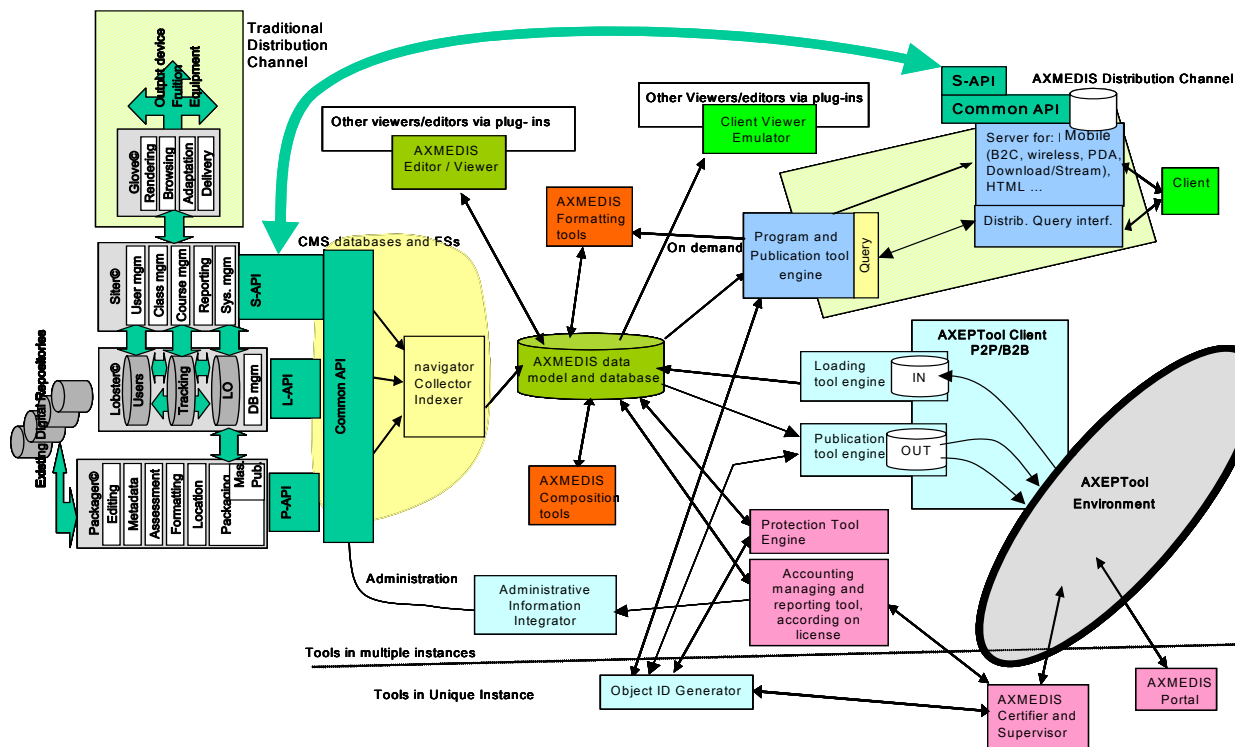 Traditional
Distribution
Channel
Output device
Fruition
Equipment
Glove©
Rendering
Browsing
Adaptation
Delivery
Siter©
User mgm
Class mgm
Course mgm
Reporting
Sys. mgm
S-API
Lobster©
Users
Tracking
LO
DB mgm
L-API
Existing Digital Repositories
Packager©
Editing
Metadata
Assessment
Formatting
Location
Packaging
Mas.
Pub.
P-API
CMS databases and FSs
Common API
navigator
Collector
Indexer
Other viewers/editors via plug- ins
AXMEDIS
Editor / Viewer
Other Viewers/editors via plug-ins
Client Viewer
Emulator
AXMEDIS
Formatting
tools
On demand
Program and
Publication tool
engine
Query
S-API
Common API
AXMEDIS Distribution Channel
Server for: Mobile
(B2C, wireless, PDA,
Download/Stream),
HTML ...
Distrib. Query interf.
Client
AXMEDIS data
model and database
AXEPTool Client
P2P/B2B
Loading
tool engine
IN
Publication
tool engine
OUT
AXEPTool
Environment
AXMEDIS
Composition
tools
Protection Tool
Engine
Accounting
managing and
reporting tool,
according on
license
Administration
Administrative
Information
Integrator
Tools in multiple instances
Tools in Unique Instance
Object ID Generator
AXMEDIS
Certifier and
Supervisor
AXMEDIS
Portal